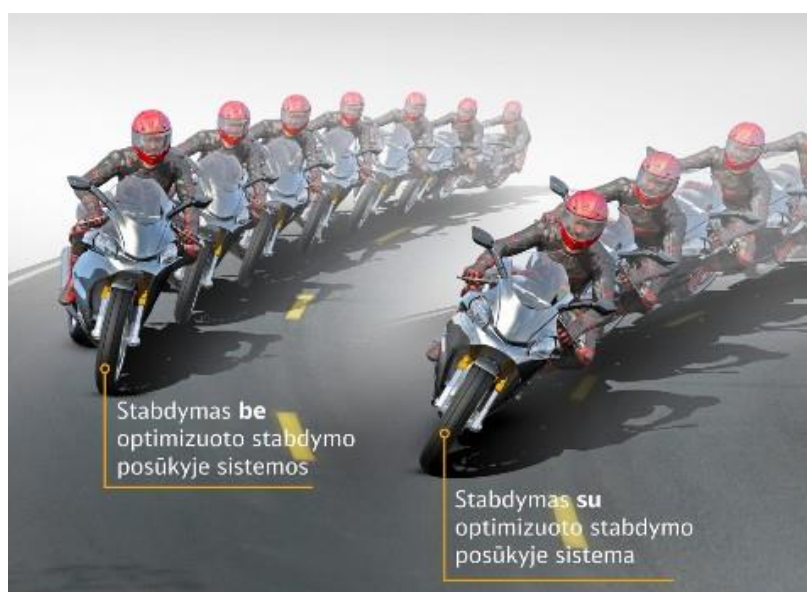 Stabdymas be
optimizuoto stabdymo
posūkyje sistemos
Stabdymas su
optimizuoto stabdymo
posūkyje sistema